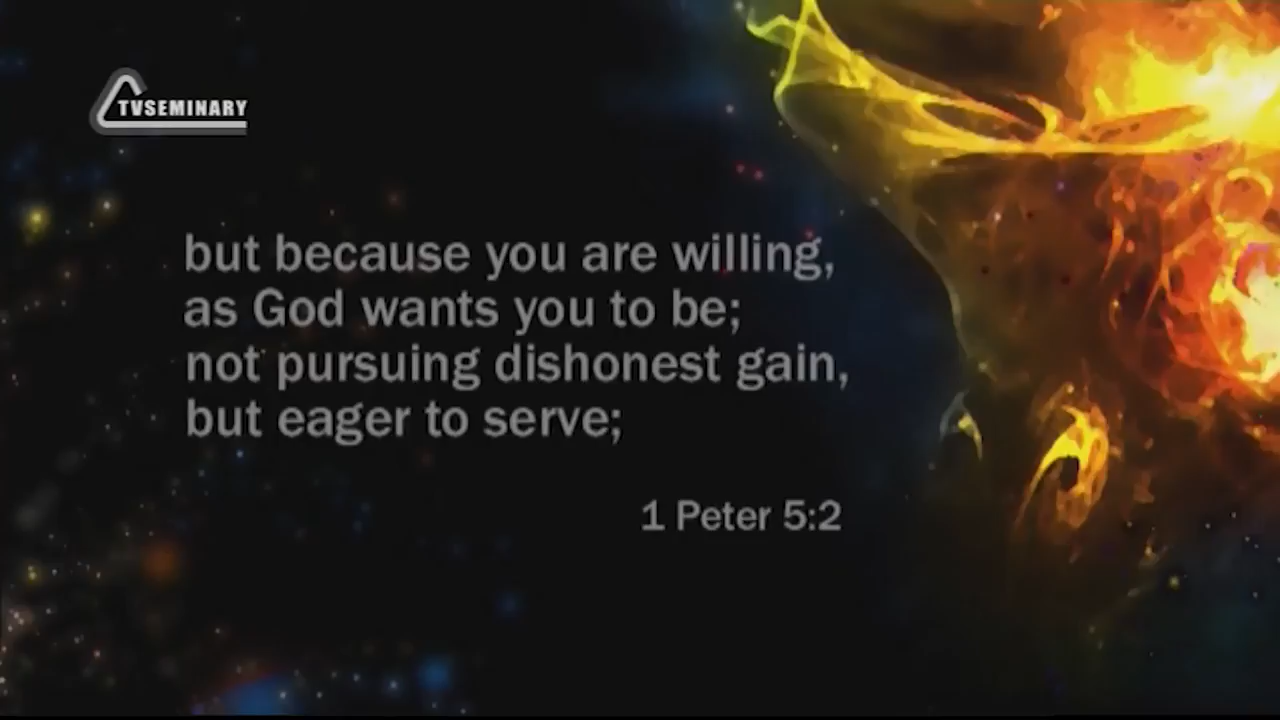 TVSEMINARY
but because you are willing,
as God wants you to be;
not pursuing dishonest gain,
but eager to serve;
1 Peter 5:2